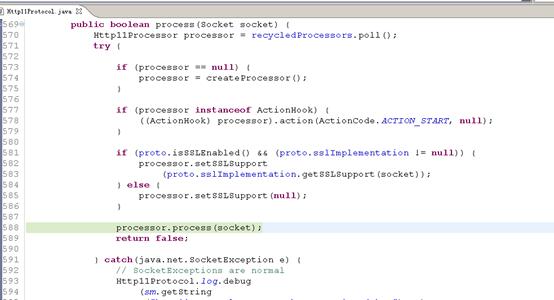 Http11Protocol.java
569 public boolean process(Socket socket) {
570 Http11Processor processor = recycledProcessors.poll();
571 try {
572
573 if (processor == null) {
574 processor = createProcessor();
575 }
576
577 if (processor instanceof ActionHook) {
578 ((ActionHook) processor).action(ActionCode.ACTION_START, null);
579 }
580
581 if (proto.isSSLEnabled() && (proto.sslImplementation != null)) {
582 processor.setSSLSupport
583 (proto.sslImplementation.getSSLSupport(socket));
584 } else {
585 processor.setSSLSupport(null);
586 }
587
588 processor.process(socket);
589 return false;
590
591 } catch(java.net.SocketException e) {
592 // SocketExceptions are normal
593 Http11Protocol.log.debug
594 (sm.getString